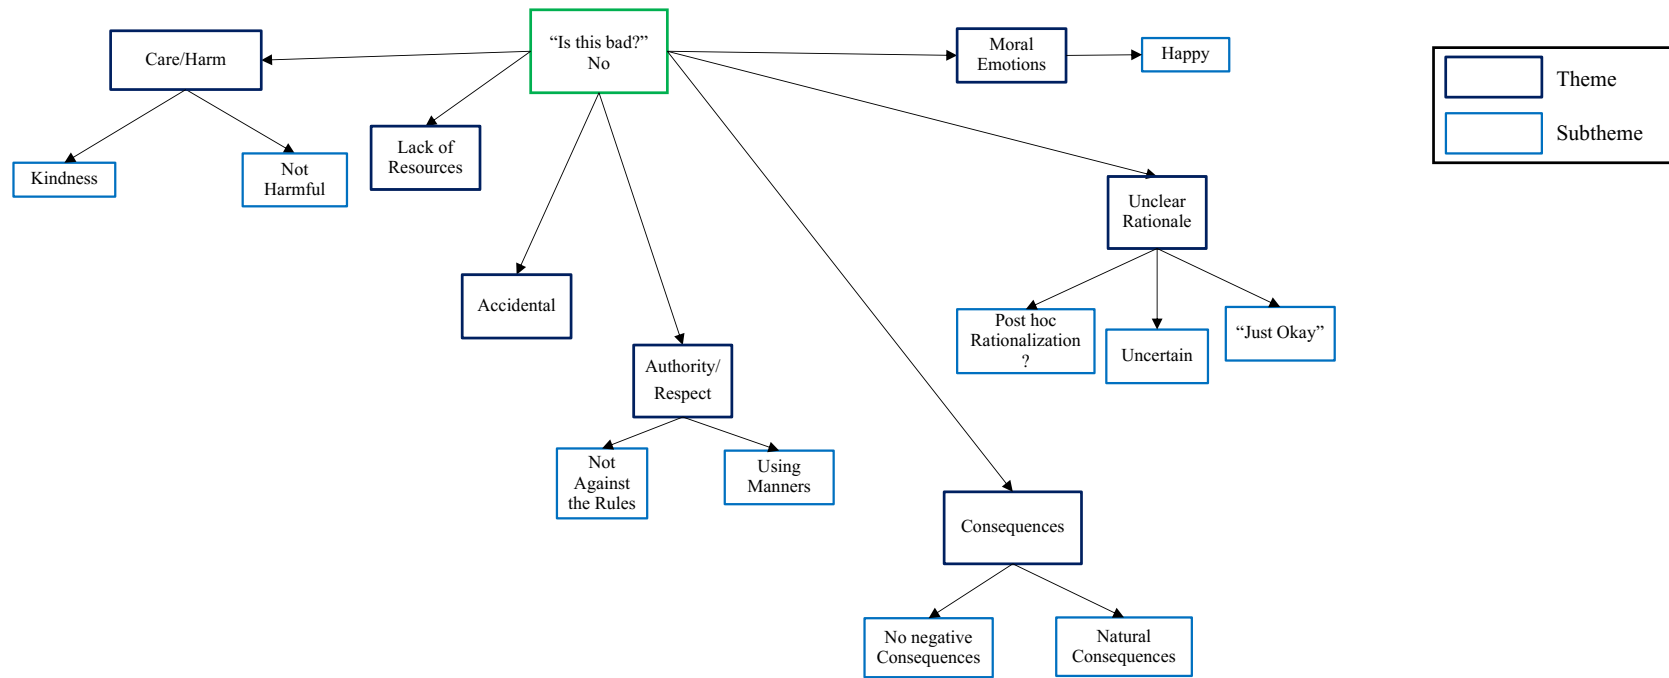 “Is this bad?”
No
Care/Harm
Kindness
Not
Harmful
Lack of
Resources
Accidental
Authority/
Respect
Not
Against
the Rules
Using
Manners
Moral
Emotions
Happy
Unclear
Rationale
Post hoc
Rationalization
?
Uncertain
“Just Okay”
Consequences
No negative
Consequences
Natural
Consequences
Theme
Subtheme